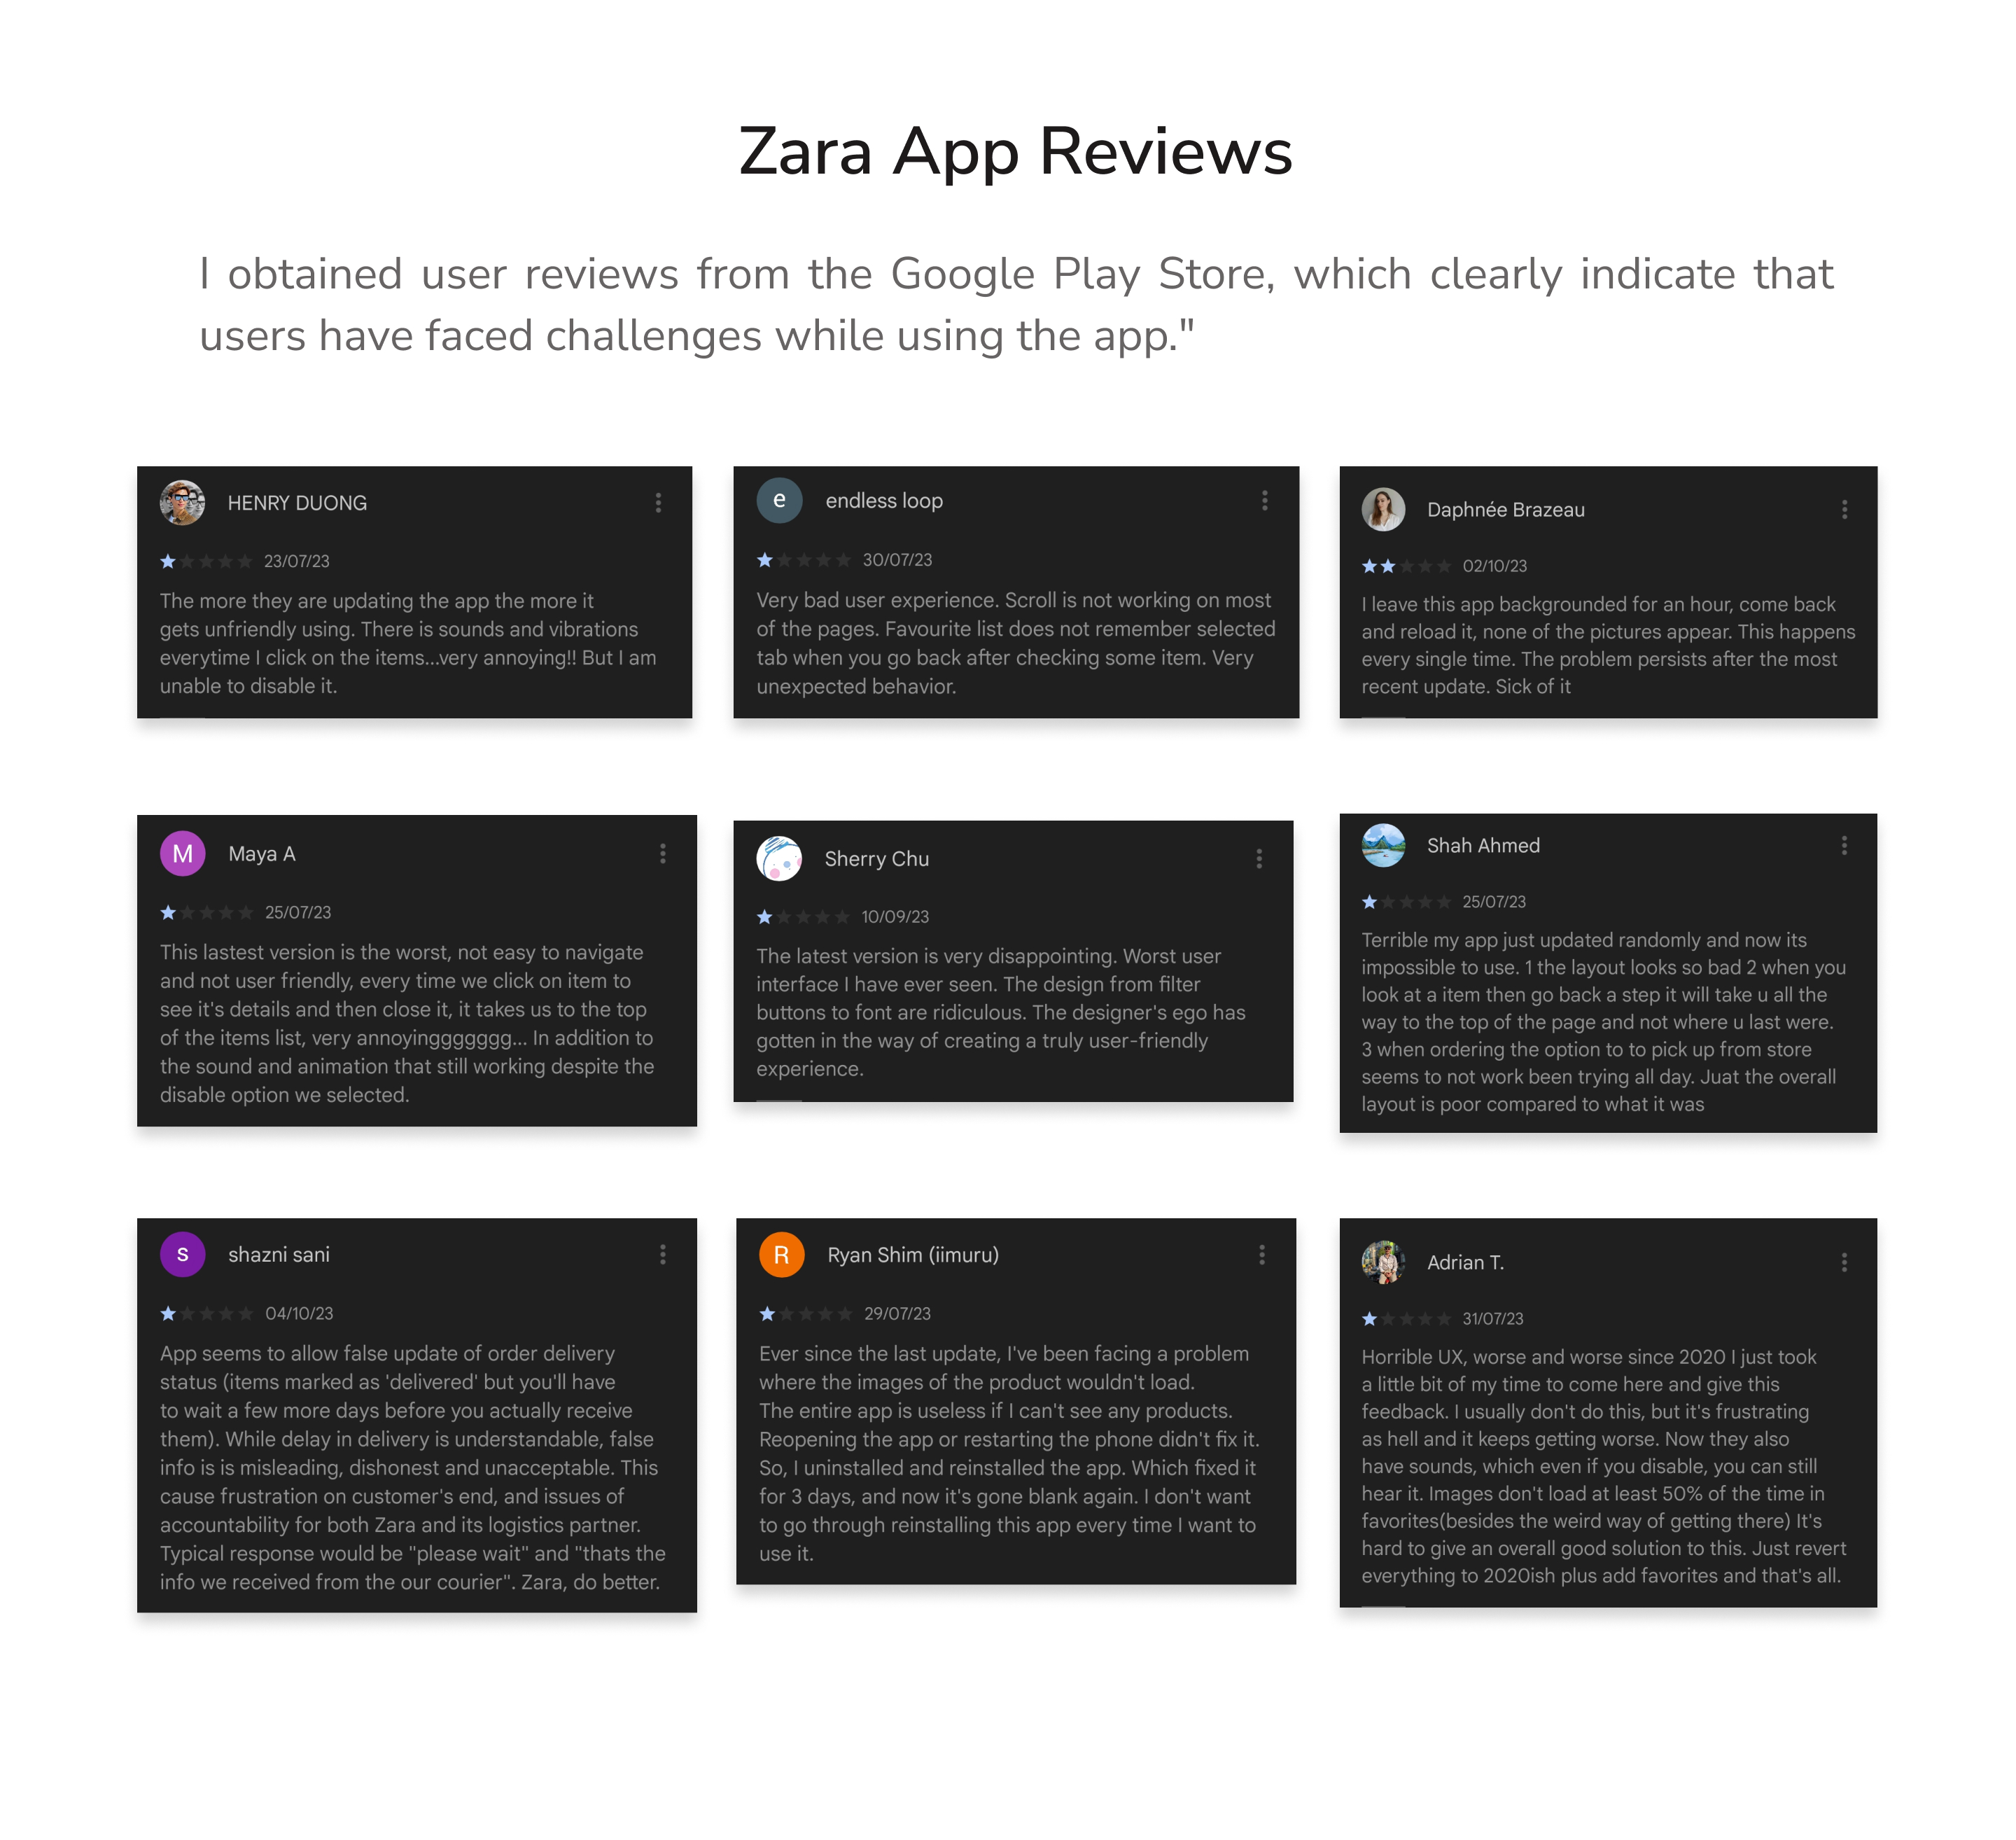 Zara App Reviews
I obtained user reviews from the Google Play Store, which clearly indicate that
users have faced challenges while using the app."
HENRY DUONG
23/07/23
The more they are updating the app the more it
gets unfriendly using. There is sounds and vibrations
everytime I click on the items...very annoying!! But I am
unable to disable it.
e
endless loop
30/07/23
Very bad user experience. Scroll is not working on most
of the pages. Favourite list does not remember selected
tab when you go back after checking some item. Very
unexpected behavior.
Daphnée Brazeau
02/10/23
I leave this app backgrounded for an hour, come back
and reload it, none of the pictures appear. This happens
every single time. The problem persists after the most
recent update. Sick of it
M
Maya A
25/07/23
This lastest version is the worst, not easy to navigate
and not user friendly, every time we click on item to
see it's details and then close it, it takes us to the top
of the items list, very annoyinggggggg... In addition to
the sound and animation that still working despite the
disable option we selected.
Sherry Chu
10/09/23
The latest version is very disappointing. Worst user
interface I have ever seen. The design from filter
buttons to font are ridiculous. The designer's ego has
gotten in the way of creating a truly user-friendly
experience.
Shah Ahmed
25/07/23
Terrible my app just updated randomly and now its
impossible to use. 1 the layout looks so bad 2 when you
look at a item then go back a step it will take u all the
way to the top of the page and not where u last were.
3 when ordering the option to to pick up from store
seems to not work been trying all day. Juat the overall
layout is poor compared to what it was
s
shazni sani
04/10/23
App seems to allow false update of order delivery
status (items marked as 'delivered' but you'll have
to wait a few more days before you actually receive
them). While delay in delivery is understandable, false
info is is misleading, dishonest and unacceptable. This
cause frustration on customer's end, and issues of
accountability for both Zara and its logistics partner.
Typical response would be "please wait" and "thats the
info we received from the our courier". Zara, do better.
R
Ryan Shim (iimuru)
29/07/23
Ever since the last update, I've been facing a problem
where the images of the product wouldn't load.
The entire app is useless if I can't see any products.
Reopening the app or restarting the phone didn't fix it.
So, I uninstalled and reinstalled the app. Which fixed it
for 3 days, and now it's gone blank again. I don't want
to go through reinstalling this app every time I want to
use it.
Adrian T.
31/07/23
Horrible UX, worse and worse since 2020 I just took
a little bit of my time to come here and give this
feedback. I usually don't do this, but it's frustrating
as hell and it keeps getting worse. Now they also
have sounds, which even if you disable, you can still
hear it. Images don't load at least 50% of the time in
favorites(besides the weird way of getting there) It's
hard to give an overall good solution to this. Just revert
everything to 2020ish plus add favorites and that's all.